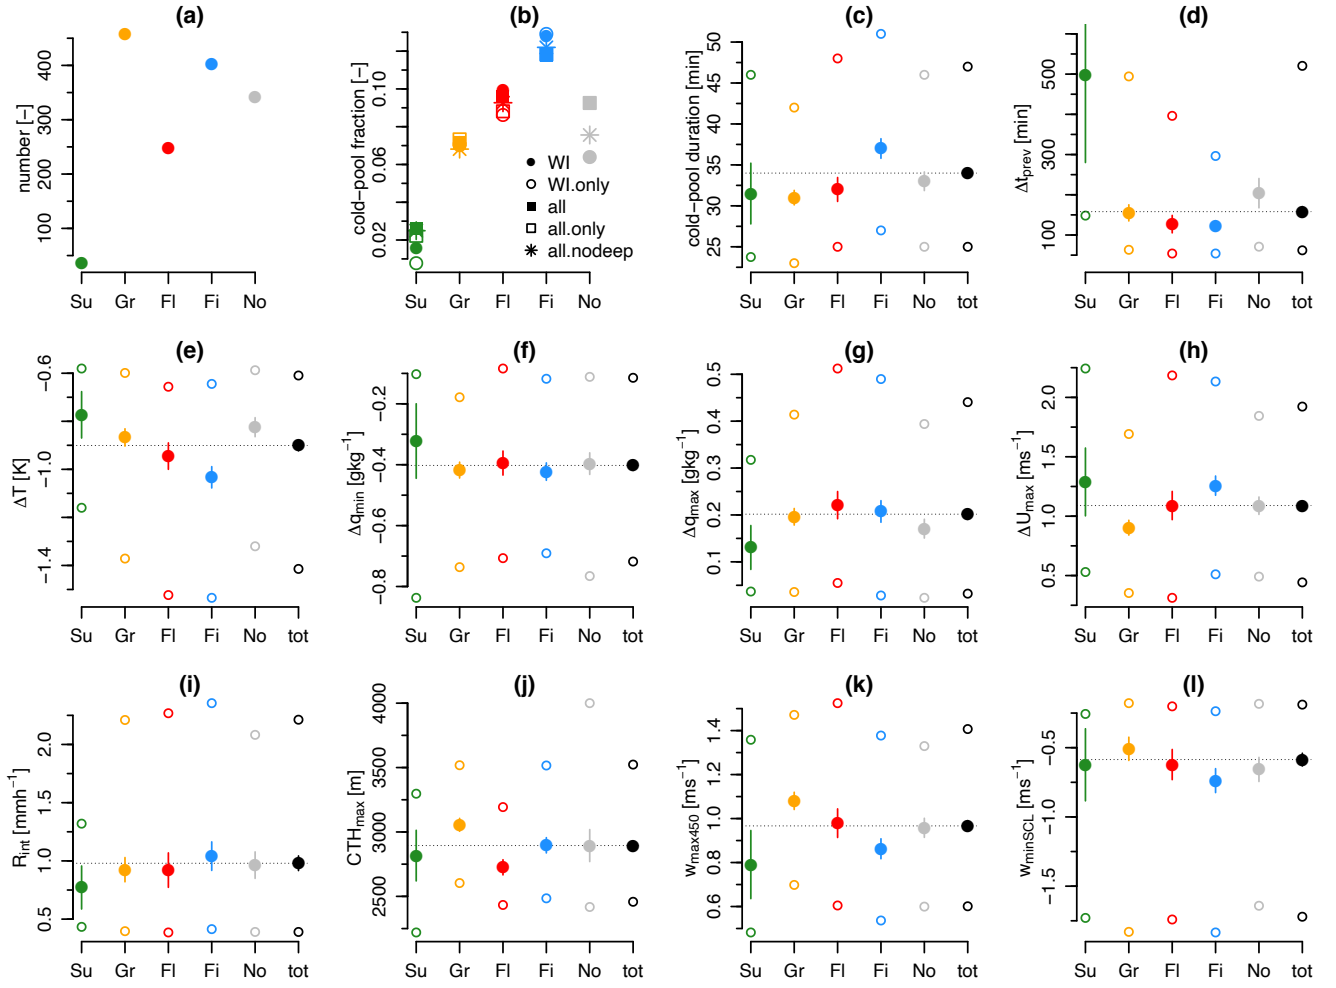 (a)
number [−]
100
200
300
400
Su Gr Fl Fi No
(b)
cold−pool fraction [−]
0.02
0.06
0.10
WI
WI.only
all
all.only
all.nodeep
Su Gr Fl Fi No
(c)
cold−pool duration [min]
25
30
35
40
45
50
Su Gr Fl Fi No tot
(d)
Δt_prev [min]
100
300
500
Su Gr Fl Fi No tot
(e)
ΔT [K]
−1.4
−1.0
−0.6
Su Gr Fl Fi No tot
(f)
Δq_min [gkg⁻¹]
−0.8
−0.6
−0.4
−0.2
Su Gr Fl Fi No tot
(g)
Δq_max [gkg⁻¹]
0.1
0.2
0.3
0.4
0.5
Su Gr Fl Fi No tot
(h)
ΔU_max [ms⁻¹]
0.5
1.0
1.5
2.0
Su Gr Fl Fi No tot
(i)
R_int [mmh⁻¹]
0.5
1.0
2.0
Su Gr Fl Fi No tot
(j)
CTH_max [m]
2500
3000
3500
4000
Su Gr Fl Fi No tot
(k)
w_max450 [ms⁻¹]
0.6
0.8
1.0
1.2
1.4
Su Gr Fl Fi No tot
(l)
w_minSCL [ms⁻¹]
−1.5
−1.0
−0.5
Su Gr Fl Fi No tot